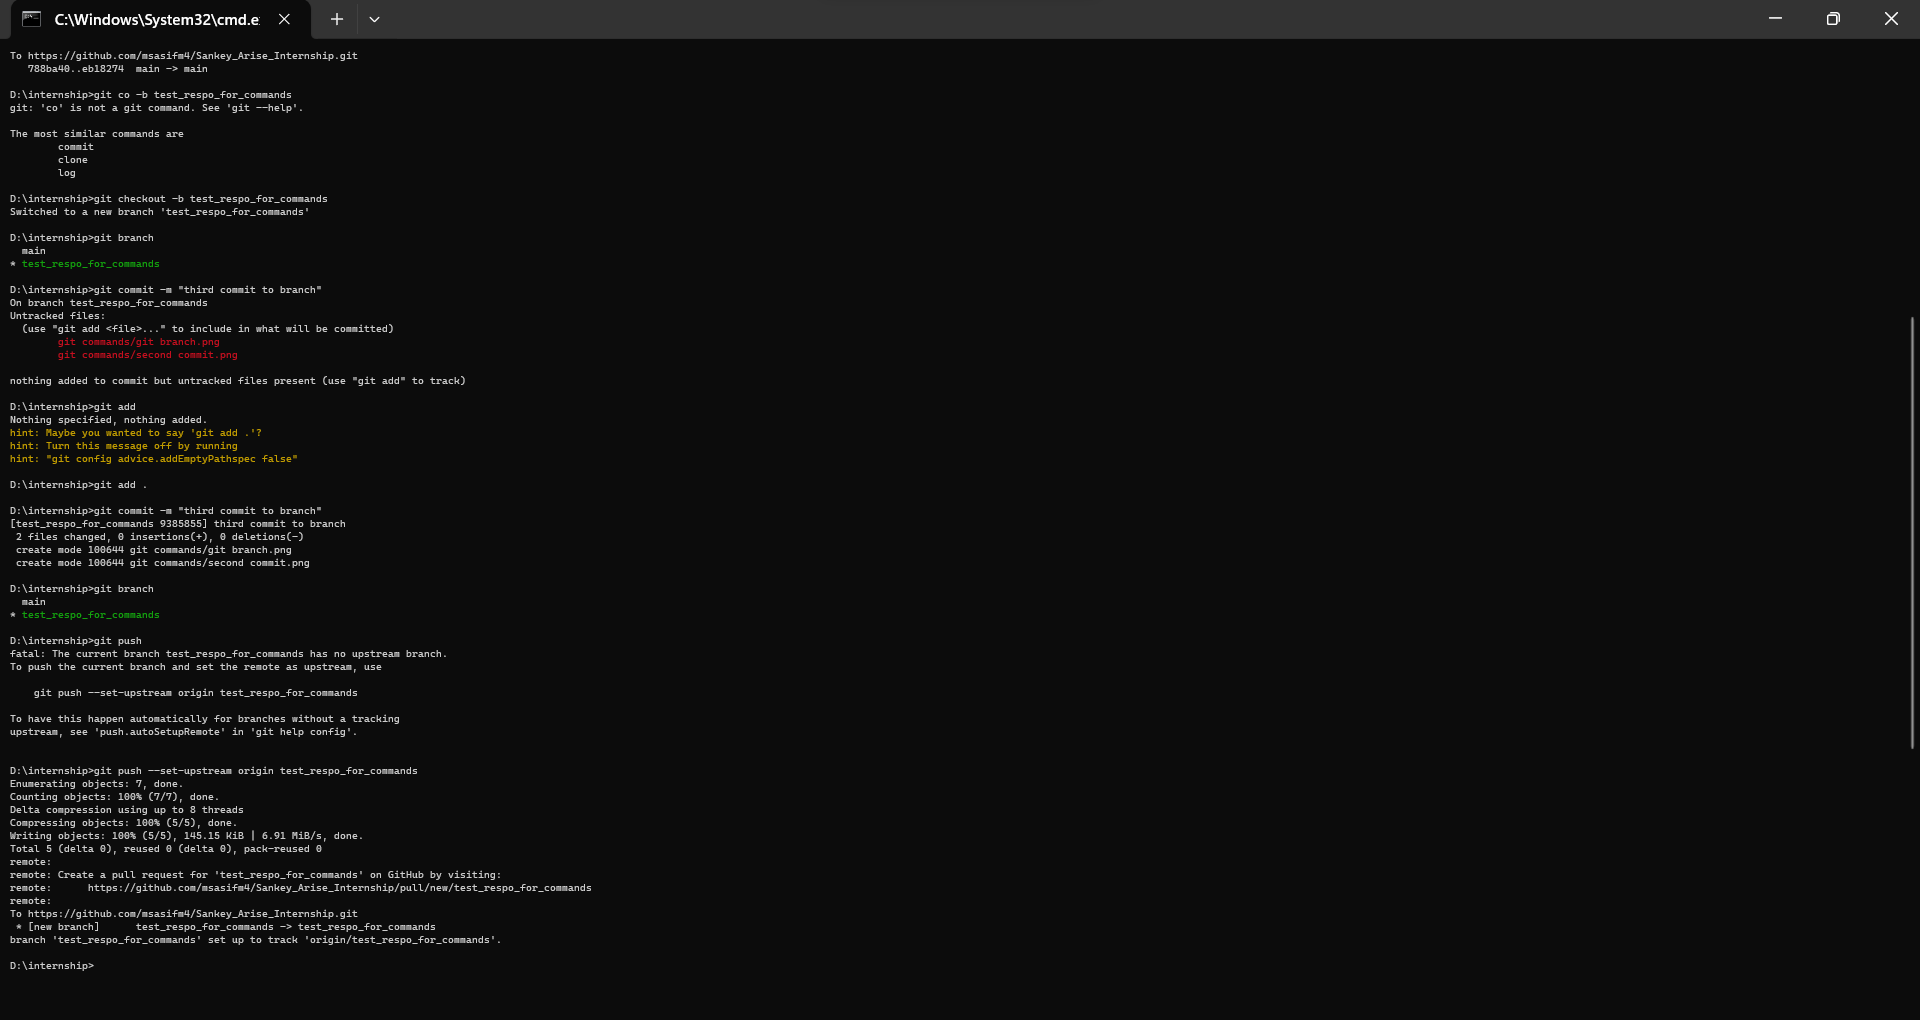 C:\Windows\System32\cmd.e
To https://github.com/msasifm4/Sankey_Arise_Internship.git
   788ba40..eb18274  main -> main
D:\internship>git co -b test_respo_for_commands
git: 'co' is not a git command. See 'git --help'.
The most similar commands are
        commit
        clone
        log
D:\internship>git checkout -b test_respo_for_commands
Switched to a new branch 'test_respo_for_commands'
D:\internship>git branch
  main
* test_respo_for_commands
D:\internship>git commit -m "third commit to branch"
On branch test_respo_for_commands
Untracked files:
  (use "git add <file>..." to include in what will be committed)
        git commands/git branch.png
        git commands/second commit.png
nothing added to commit but untracked files present (use "git add" to track)
D:\internship>git add
Nothing specified, nothing added.
hint: Maybe you wanted to say 'git add .'?
hint: Turn this message off by running
hint: "git config advice.addEmptyPathspec false"
D:\internship>git add .
D:\internship>git commit -m "third commit to branch"
[test_respo_for_commands 9385855] third commit to branch
 2 files changed, 0 insertions(+), 0 deletions(-)
 create mode 100644 git commands/git branch.png
 create mode 100644 git commands/second commit.png
D:\internship>git branch
  main
* test_respo_for_commands
D:\internship>git push
fatal: The current branch test_respo_for_commands has no upstream branch.
To push the current branch and set the remote as upstream, use
    git push --set-upstream origin test_respo_for_commands
To have this happen automatically for branches without a tracking
upstream, see 'push.autoSetupRemote' in 'git help config'.
D:\internship>git push --set-upstream origin test_respo_for_commands
Enumerating objects: 7, done.
Counting objects: 100% (7/7), done.
Delta compression using up to 8 threads
Compressing objects: 100% (5/5), done.
Writing objects: 100% (5/5), 145.15 KiB | 6.91 MiB/s, done.
Total 5 (delta 0), reused 0 (delta 0), pack-reused 0
remote:
remote: Create a pull request for 'test_respo_for_commands' on GitHub by visiting:
remote:      https://github.com/msasifm4/Sankey_Arise_Internship/pull/new/test_respo_for_commands
remote:
To https://github.com/msasifm4/Sankey_Arise_Internship.git
 * [new branch]      test_respo_for_commands -> test_respo_for_commands
branch 'test_respo_for_commands' set up to track 'origin/test_respo_for_commands'.
D:\internship>